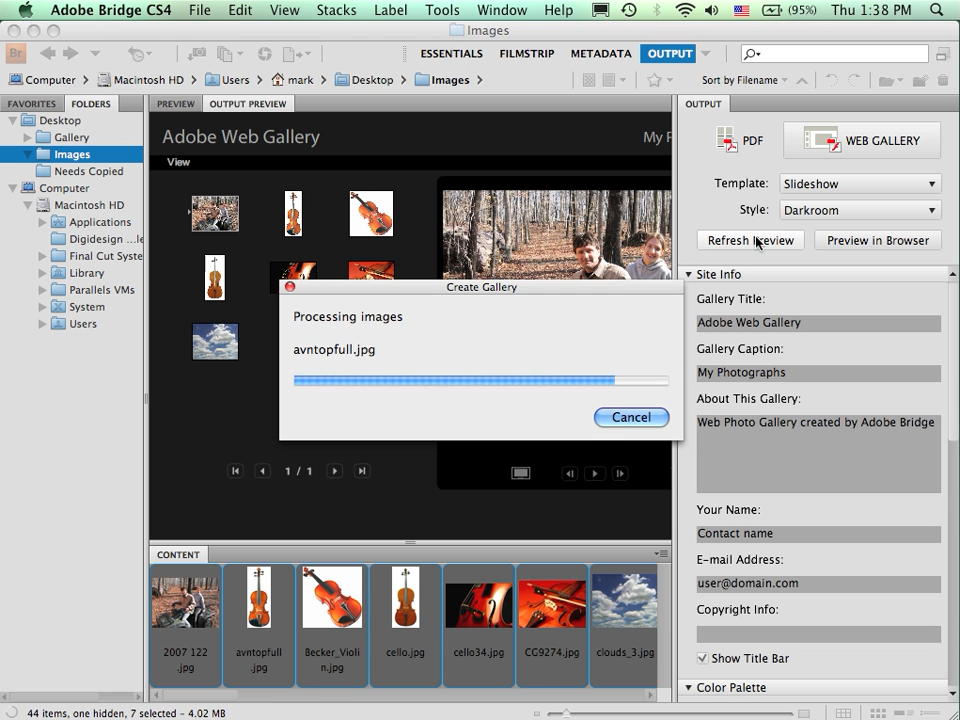 Adobe Bridge CS4 File Edit View Stacks Label Tools Window Help (95%) Thu 1:38 PM
Images
Br ESSENTIALS FILMSTRIP METADATA OUTPUT
Computer Macintosh HD Users mark Desktop Images Sort by Filename
FAVORITES FOLDERS
Desktop
Gallery
Images
Needs Copied
Computer
Macintosh HD
Applications
Digidesign ...le
Final Cut Syste
Library
Parallels VMs
System
Users
PREVIEW OUTPUT PREVIEW
Adobe Web Gallery My P
View
1 / 1
Create Gallery
Processing images
avntopfull.jpg
Cancel
CONTENT
2007 122
.jpg
avntopfull
.jpg
Becker_Violi
n.jpg
cello.jpg
cello34.jpg
CG9274.jpg
clouds_3.jpg
OUTPUT
PDF WEB GALLERY
Template: Slideshow
Style: Darkroom
Refresh Preview Preview in Browser
Site Info
Gallery Title:
Adobe Web Gallery
Gallery Caption:
My Photographs
About This Gallery:
Web Photo Gallery created by Adobe Bridge
Your Name:
Contact name
E-mail Address:
user@domain.com
Copyright Info:
Show Title Bar
Color Palette
44 items, one hidden, 7 selected - 4.02 MB